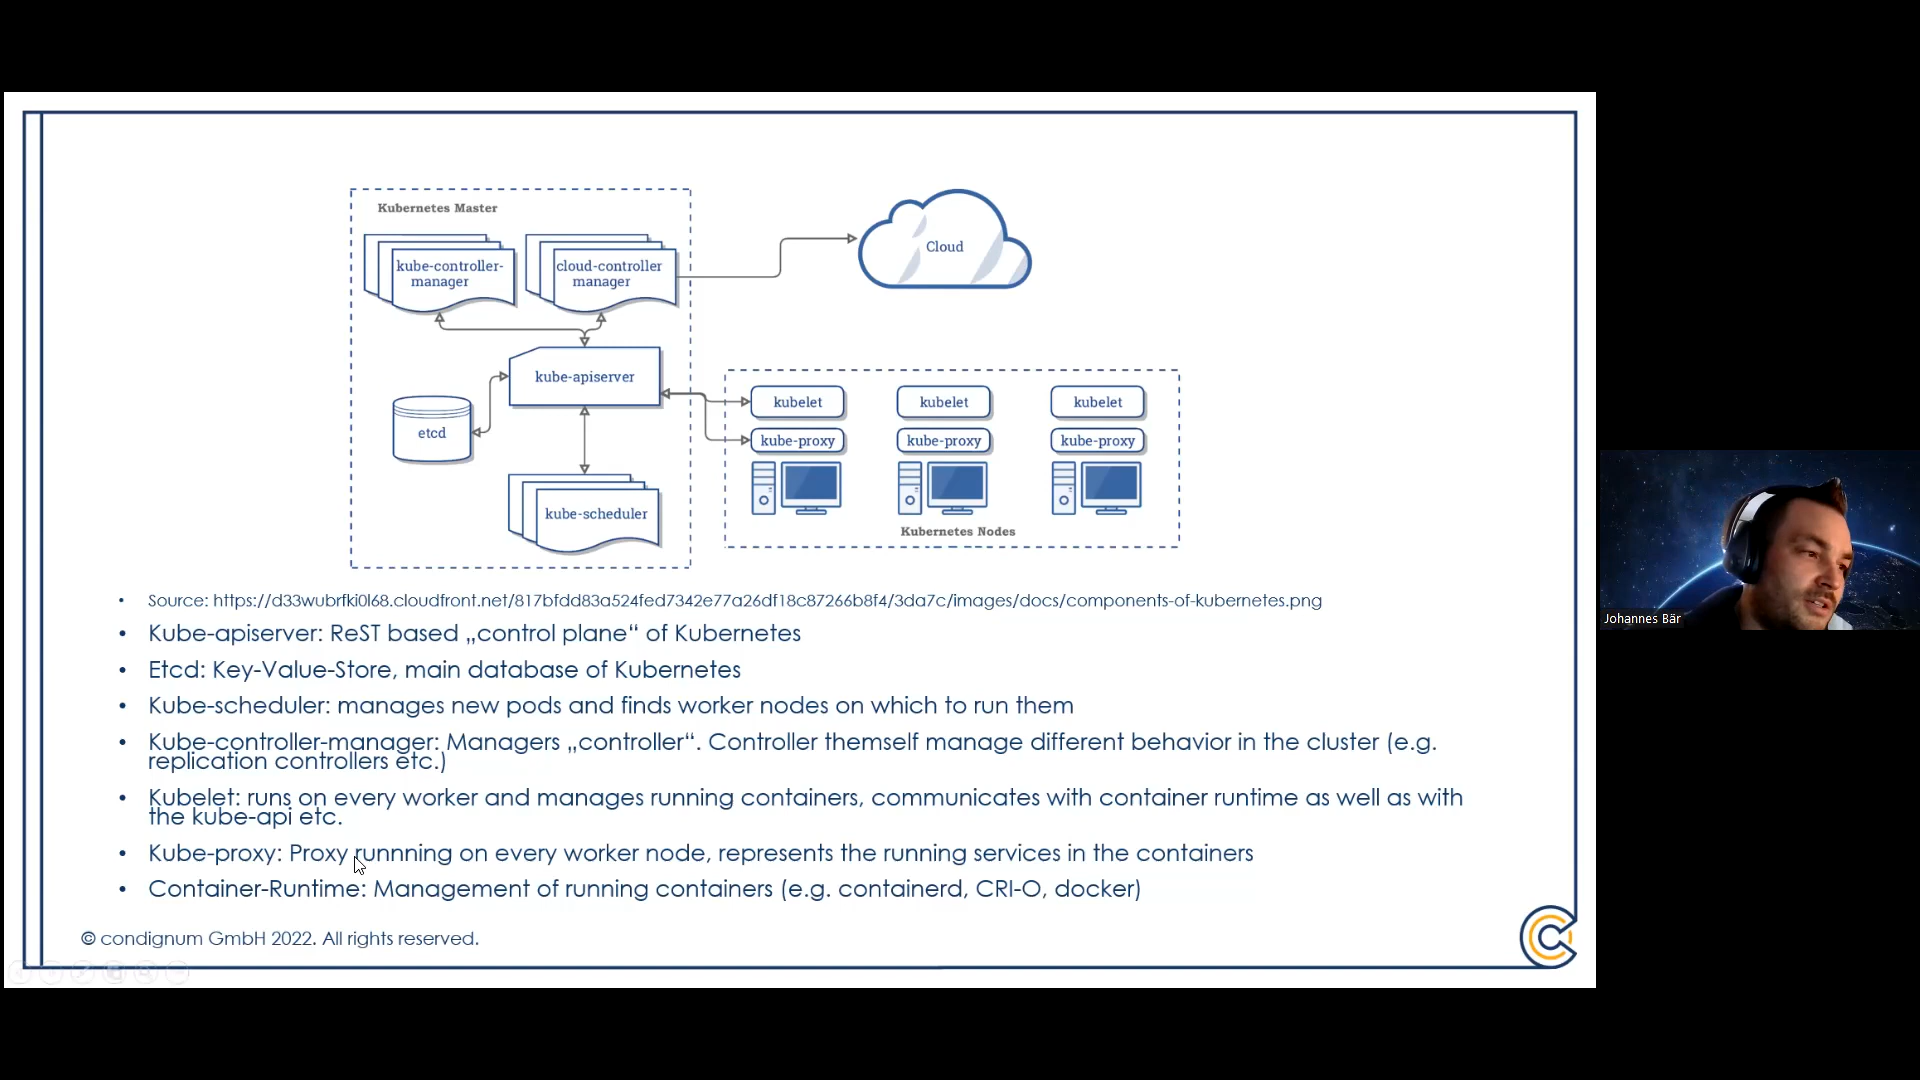 Kubernetes Master
kube-controller-
manager
cloud-controller
manager
Cloud
kube-apiserver
etcd
kube-scheduler
kubelet
kubelet
kubelet
kube-proxy
kube-proxy
kube-proxy
Kubernetes Nodes
• Source: https://d33wubrfki0l68.cloudfront.net/817bfdd83a524fed7342e77a26df18c87266b8f4/3da7c/images/docs/components-of-kubernetes.png
• Kube-apiserver: ReST based „control plane“ of Kubernetes
• Etcd: Key-Value-Store, main database of Kubernetes
• Kube-scheduler: manages new pods and finds worker nodes on which to run them
• Kube-controller-manager: Managers „controller“. Controller themself manage different behavior in the cluster (e.g.
replication controllers etc.)
• Kubelet: runs on every worker and manages running containers, communicates with container runtime as well as with
the kube-api etc.
• Kube-proxy: Proxy runnning on every worker node, represents the running services in the containers
• Container-Runtime: Management of running containers (e.g. containerd, CRI-O, docker)
© condignum GmbH 2022. All rights reserved.
Johannes Bär